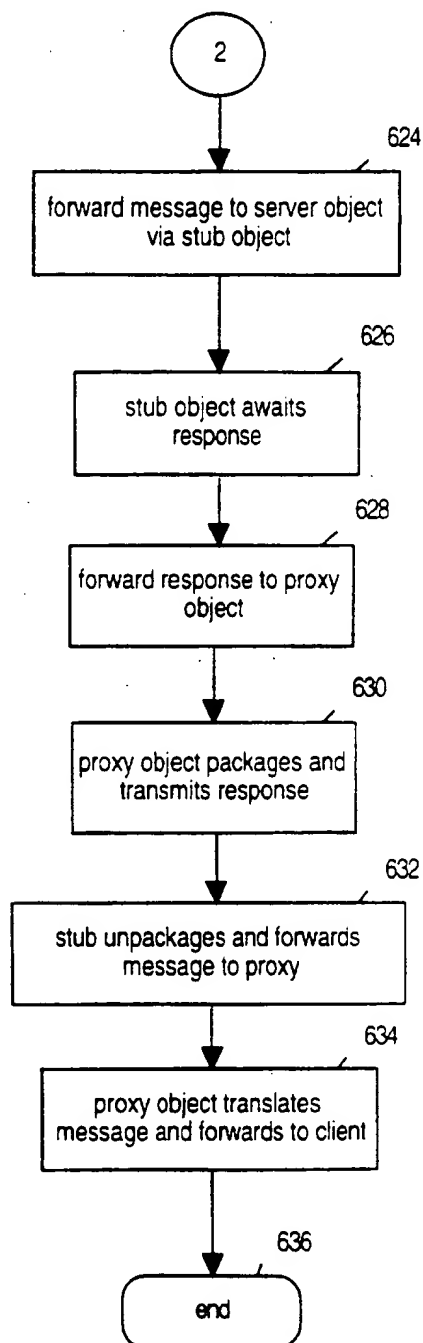 2
624
forward message to server object
via stub object
626
stub object awaits
response
628
forward response to proxy
object
630
proxy object packages and
transmits response
632
stub unpackages and forwards
message to proxy
634
proxy object translates
message and forwards to client
636
end